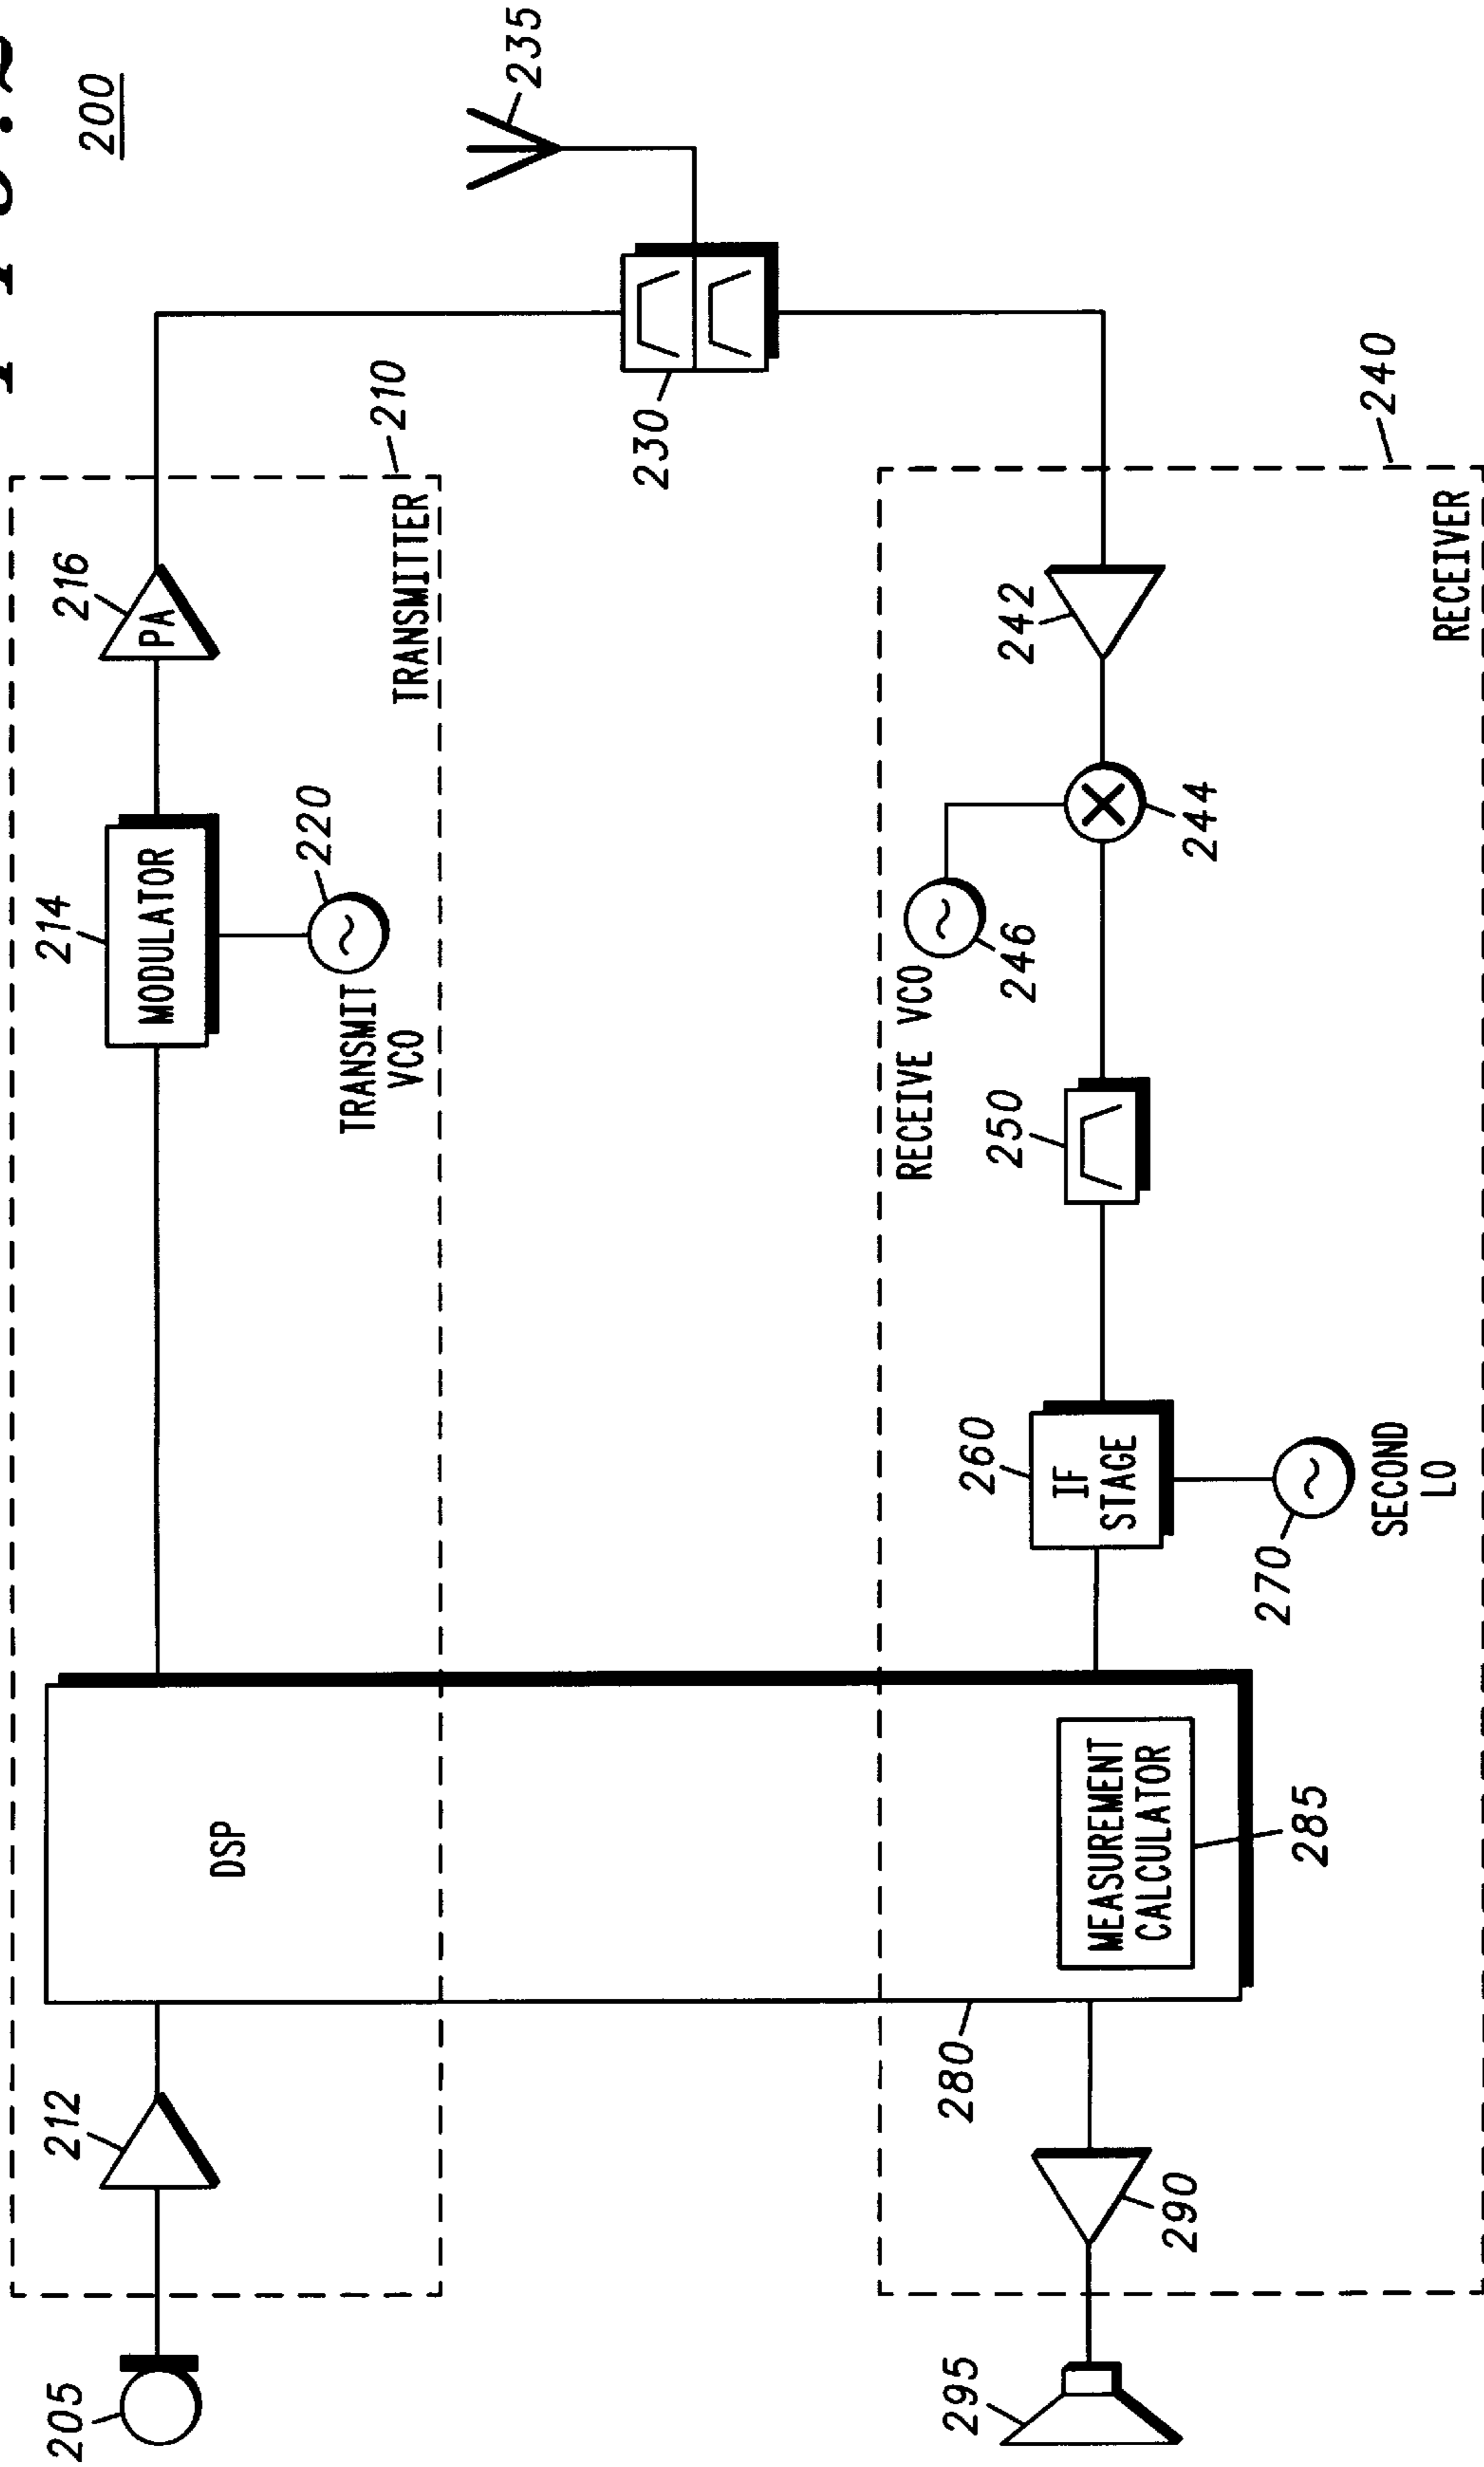 200
205
212
DSP
214
MODULATOR
216
PA
220
TRANSMIT
VCO
TRANSMITTER
210
235
230
240
295
290
280
MEASUREMENT
CALCULATOR
285
260
IF
STAGE
270
SECOND
LO
250
RECEIVE VCO
246
244
242
RECEIVER